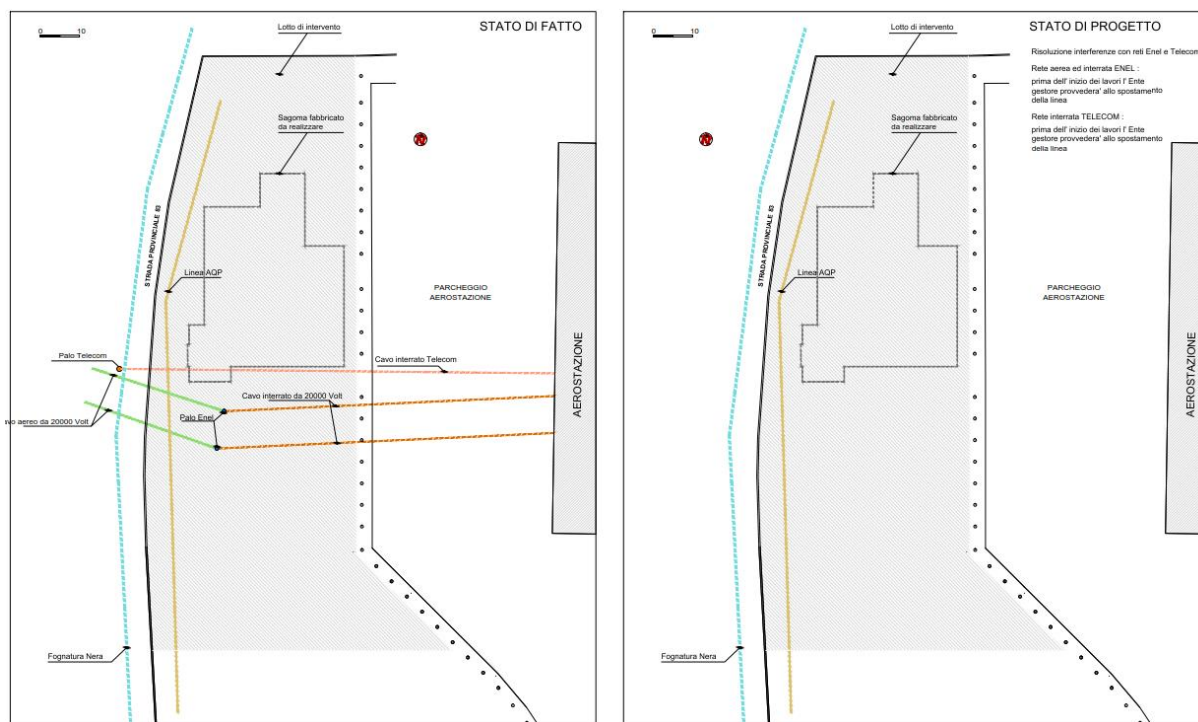 STATO DI FATTO
0 10
Lotto di intervento
Sagoma fabbricato
da realizzare
STRADA PROVINCIALE 83
Linea AQP
PARCHEGGIO
AEROSTAZIONE
AEROSTAZIONE
Palo Telecom
Cavo interrato Telecom
Cavo interrato da 20000 Volt
Palo Enel
vo aereo da 20000 Volt
Fognatura Nera
STATO DI PROGETTO
0 10
Lotto di intervento
Risoluzione interferenze con reti Enel e Telecom
Rete aerea ed interrata ENEL :
prima dell' inizio dei lavori l' Ente
gestore provvedera' allo spostamento
della linea
Rete interrata TELECOM :
prima dell' inizio dei lavori l' Ente
gestore provvedera' allo spostamento
della linea
Sagoma fabbricato
da realizzare
STRADA PROVINCIALE 83
Linea AQP
PARCHEGGIO
AEROSTAZIONE
AEROSTAZIONE
Fognatura Nera